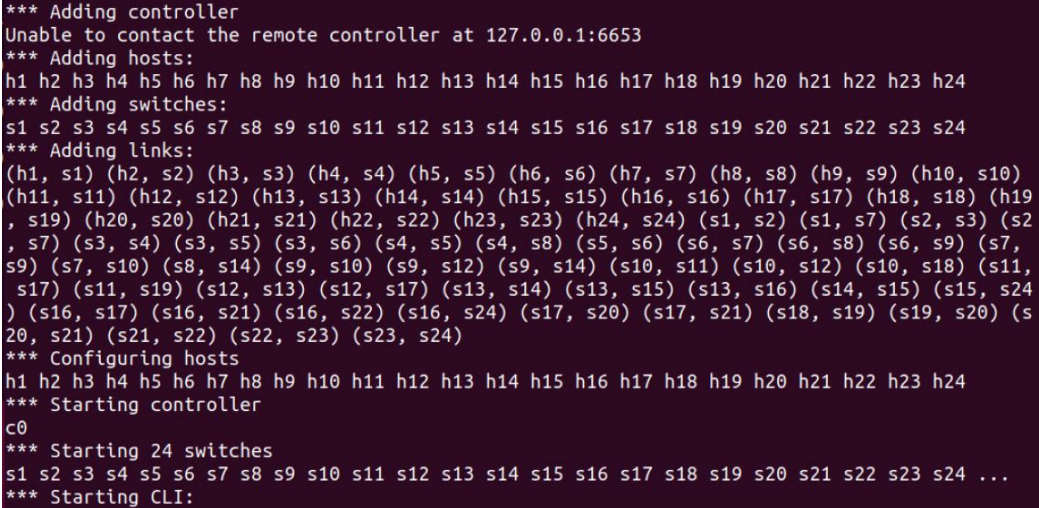 *** Adding controller
Unable to contact the remote controller at 127.0.0.1:6653
*** Adding hosts:
h1 h2 h3 h4 h5 h6 h7 h8 h9 h10 h11 h12 h13 h14 h15 h16 h17 h18 h19 h20 h21 h22 h23 h24
*** Adding switches:
s1 s2 s3 s4 s5 s6 s7 s8 s9 s10 s11 s12 s13 s14 s15 s16 s17 s18 s19 s20 s21 s22 s23 s24
*** Adding links:
(h1, s1) (h2, s2) (h3, s3) (h4, s4) (h5, s5) (h6, s6) (h7, s7) (h8, s8) (h9, s9) (h10, s10)
(h11, s11) (h12, s12) (h13, s13) (h14, s14) (h15, s15) (h16, s16) (h17, s17) (h18, s18) (h19
, s19) (h20, s20) (h21, s21) (h22, s22) (h23, s23) (h24, s24) (s1, s2) (s1, s7) (s2, s3) (s2
, s7) (s3, s4) (s3, s5) (s3, s6) (s4, s5) (s4, s8) (s5, s6) (s6, s7) (s6, s8) (s6, s9) (s7,
s9) (s7, s10) (s8, s14) (s9, s10) (s9, s12) (s9, s14) (s10, s11) (s10, s12) (s10, s18) (s11,
 s17) (s11, s19) (s12, s13) (s12, s17) (s13, s14) (s13, s15) (s13, s16) (s14, s15) (s15, s24
) (s16, s17) (s16, s21) (s16, s22) (s16, s24) (s17, s20) (s17, s21) (s18, s19) (s19, s20) (s
20, s21) (s21, s22) (s22, s23) (s23, s24)
*** Configuring hosts
h1 h2 h3 h4 h5 h6 h7 h8 h9 h10 h11 h12 h13 h14 h15 h16 h17 h18 h19 h20 h21 h22 h23 h24
*** Starting controller
c0
*** Starting 24 switches
s1 s2 s3 s4 s5 s6 s7 s8 s9 s10 s11 s12 s13 s14 s15 s16 s17 s18 s19 s20 s21 s22 s23 s24 ...
*** Starting CLI: